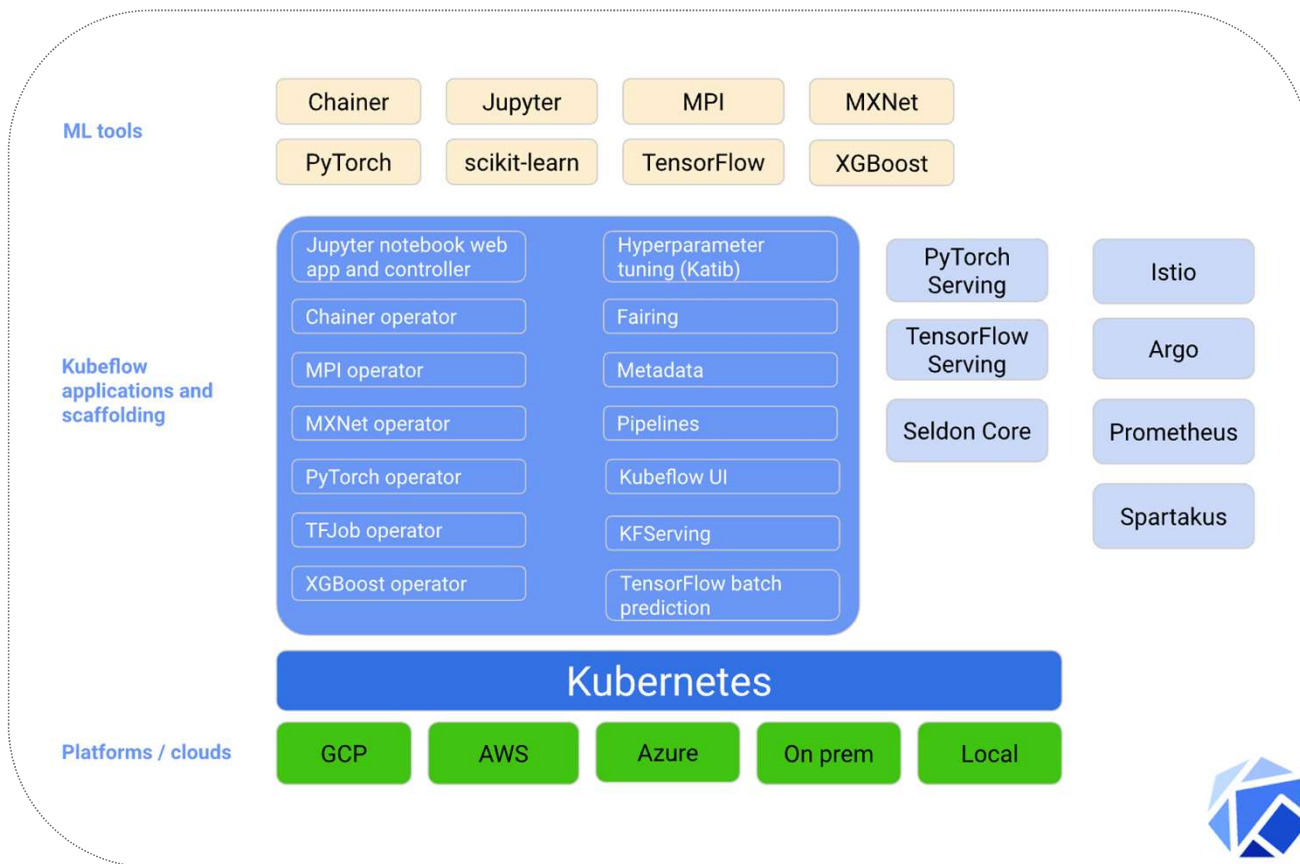 ML tools
Chainer
Jupyter
MPI
MXNet
PyTorch
scikit-learn
TensorFlow
XGBoost
Kubeflow
applications and
scaffolding
Jupyter notebook web
app and controller
Chainer operator
MPI operator
MXNet operator
PyTorch operator
TFJob operator
XGBoost operator
Hyperparameter
tuning (Katib)
Fairing
Metadata
Pipelines
Kubeflow UI
KFServing
TensorFlow batch
prediction
PyTorch
Serving
TensorFlow
Serving
Seldon Core
Istio
Argo
Prometheus
Spartakus
Kubernetes
Platforms / clouds
GCP
AWS
Azure
On prem
Local